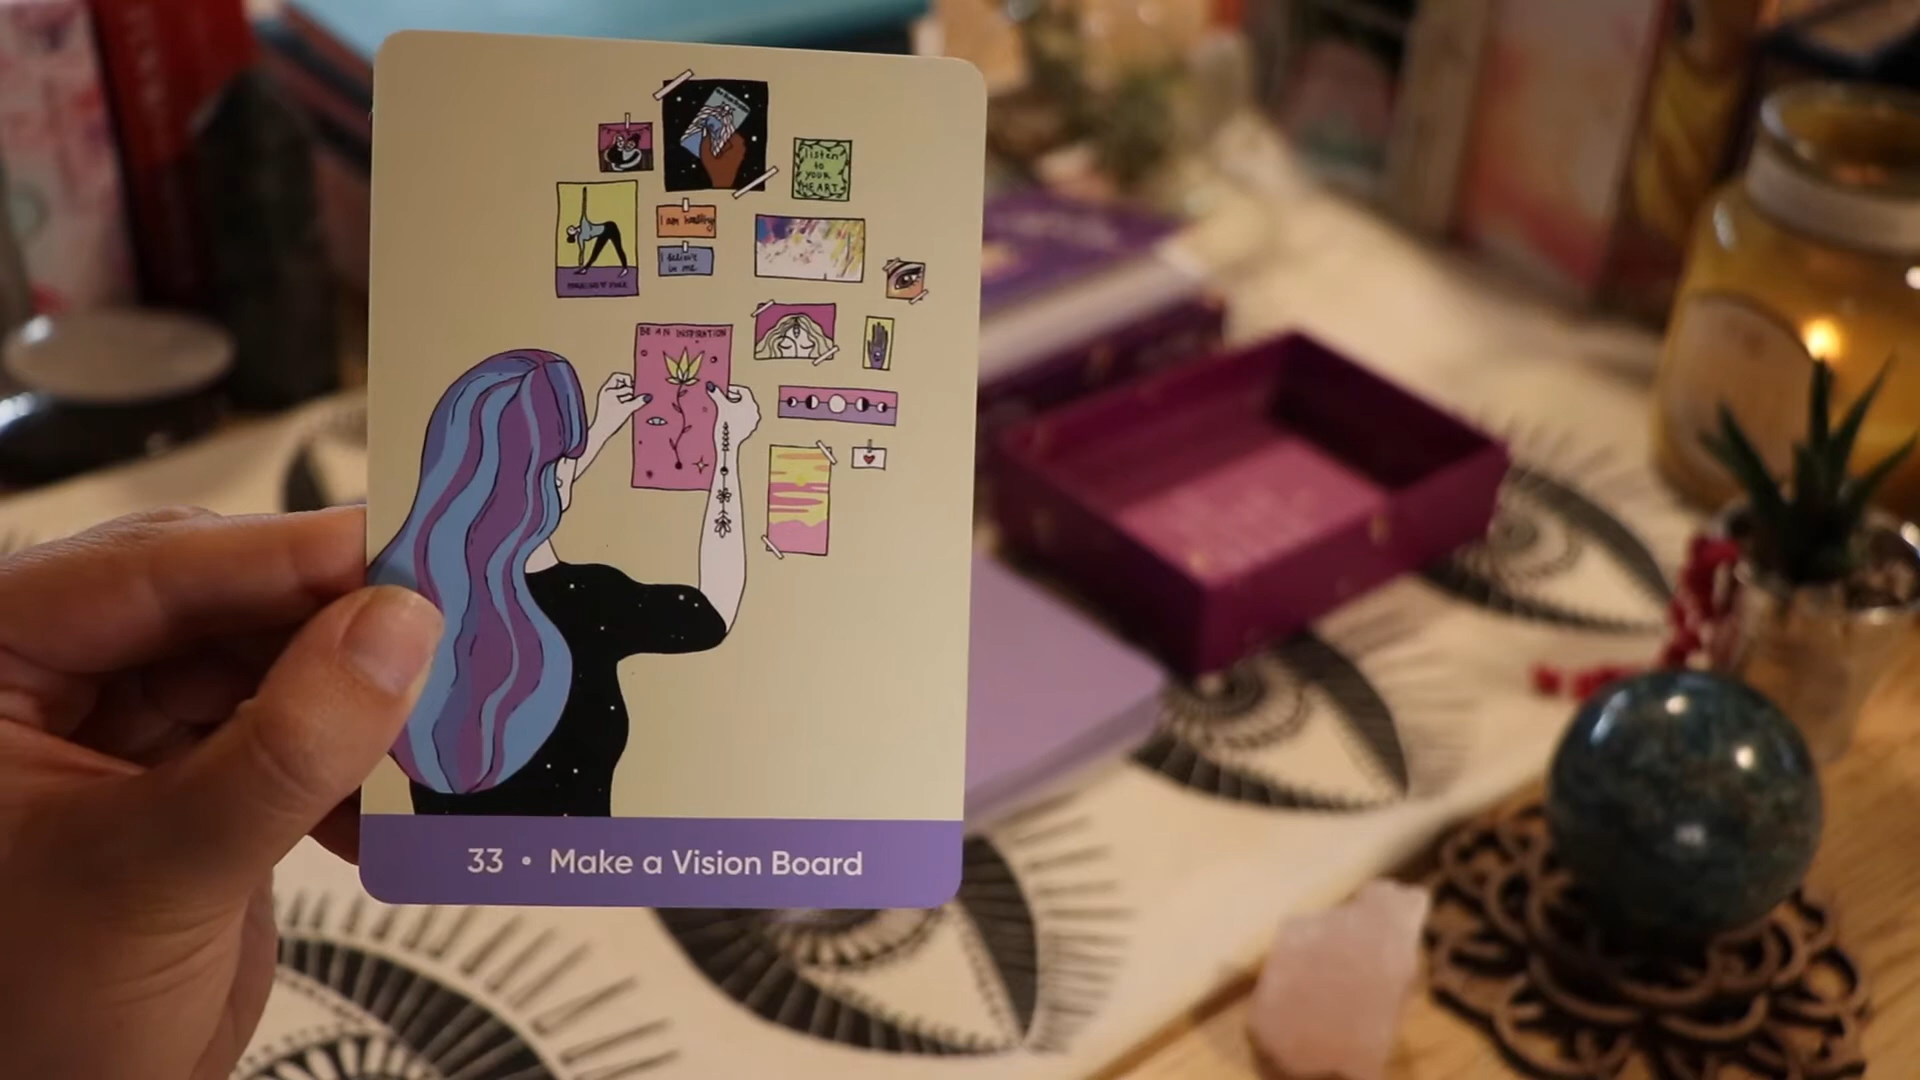 listen
to
YOUR
HEART
I am healing
I believe
in me
BE AN INSPIRATION
33 • Make a Vision Board